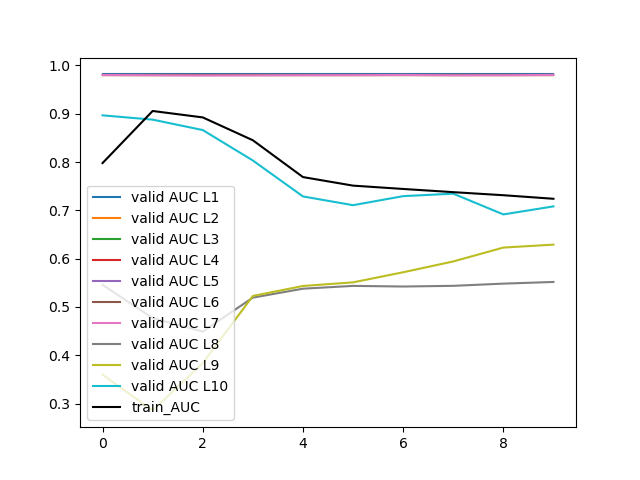 1.0
0.9
0.8
0.7
0.6
0.5
0.4
0.3
valid AUC L1
valid AUC L2
valid AUC L3
valid AUC L4
valid AUC L5
valid AUC L6
valid AUC L7
valid AUC L8
valid AUC L9
valid AUC L10
train_AUC
0 2 4 6 8